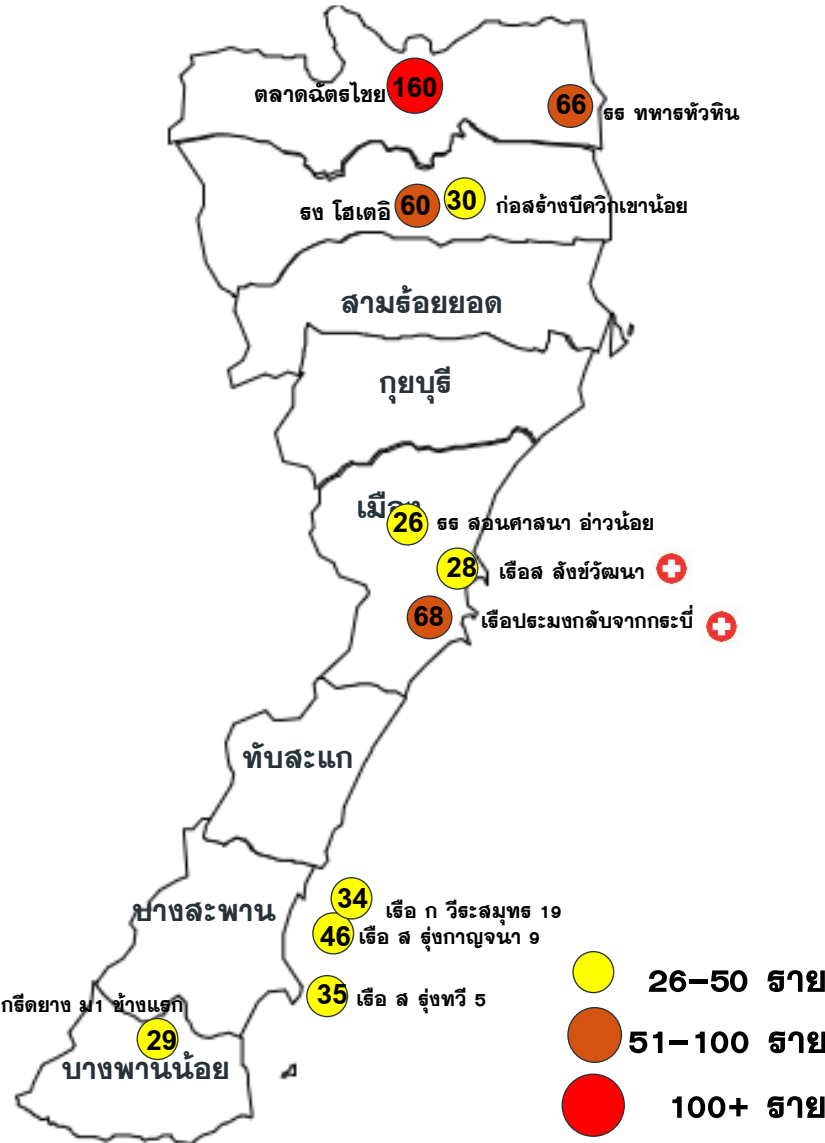 ตลาดฉัตรไชย 160
66 รร ทหารหัวหิน
รง โฮเตอิ 60 30 ก่อสร้างบีควิกเขาน้อย
สามร้อยยอด
กุยบุรี
เมือง
26 รร สอนศาสนา อ่าวน้อย
28 เรือส สังข์วัฒนา
68 เรือประมงกลับจากกระบี่
ทับสะแก
34 เรือ ก วีระสมุทร 19
บางสะพาน
46 เรือ ส รุ่งกาญจนา 9
26-50 ราย
35 เรือ ส รุ่งทวี 5
กรีดยาง ม1 ช้างแรก
29
51-100 ราย
บางพานน้อย
100+ ราย